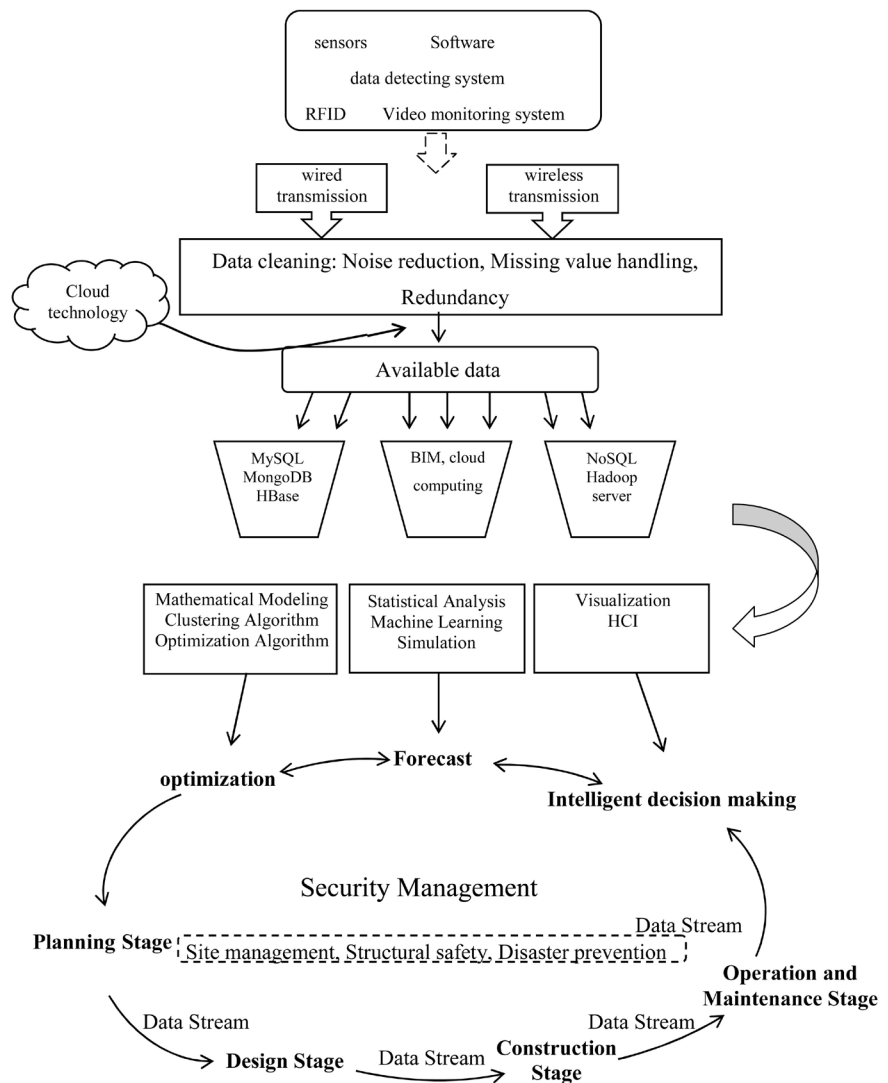 sensors Software
data detecting system
RFID Video monitoring system
wired
transmission
wireless
transmission
Data cleaning: Noise reduction, Missing value handling,
Redundancy
Cloud
technology
Available data
MySQL
MongoDB
HBase
BIM, cloud
computing
NoSQL
Hadoop
server
Mathematical Modeling
Clustering Algorithm
Optimization Algorithm
Statistical Analysis
Machine Learning
Simulation
Visualization
HCI
optimization
Forecast
Intelligent decision making
Security Management
Data Stream
Planning Stage
Site management, Structural safety, Disaster prevention
Operation and
Maintenance Stage
Data Stream
Design Stage
Data Stream
Construction
Stage
Data Stream